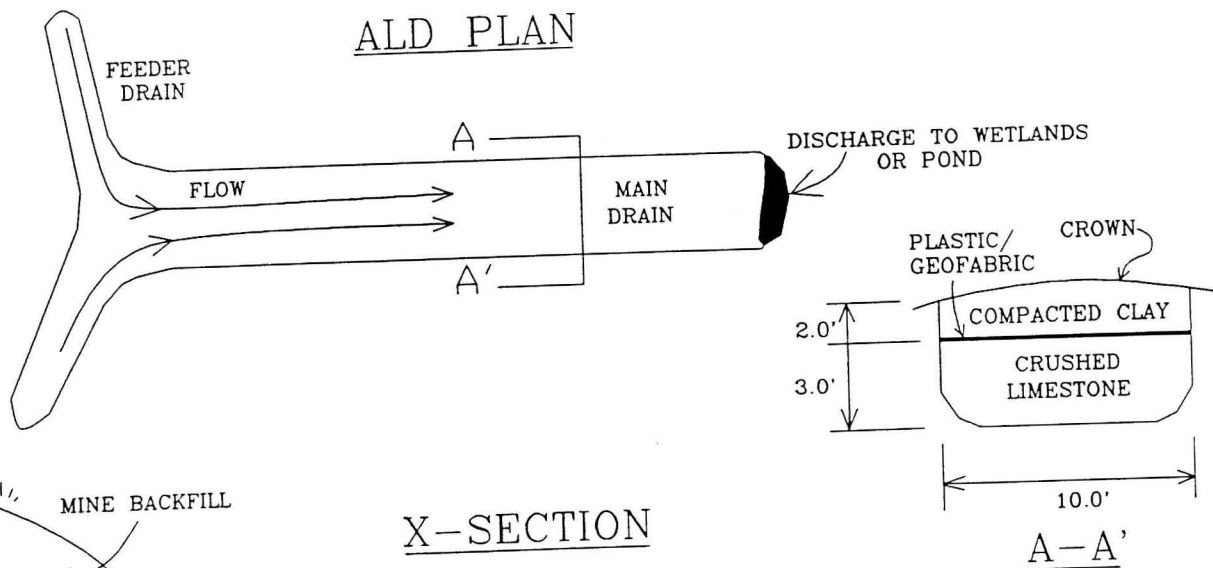 ALD PLAN
FEEDER
DRAIN
FLOW
A
A'
MAIN
DRAIN
DISCHARGE TO WETLANDS
OR POND
PLASTIC/
GEOFABRIC
CROWN
COMPACTED CLAY
2.0'
CRUSHED
LIMESTONE
3.0'
10.0'
A-A'
MINE BACKFILL
X-SECTION